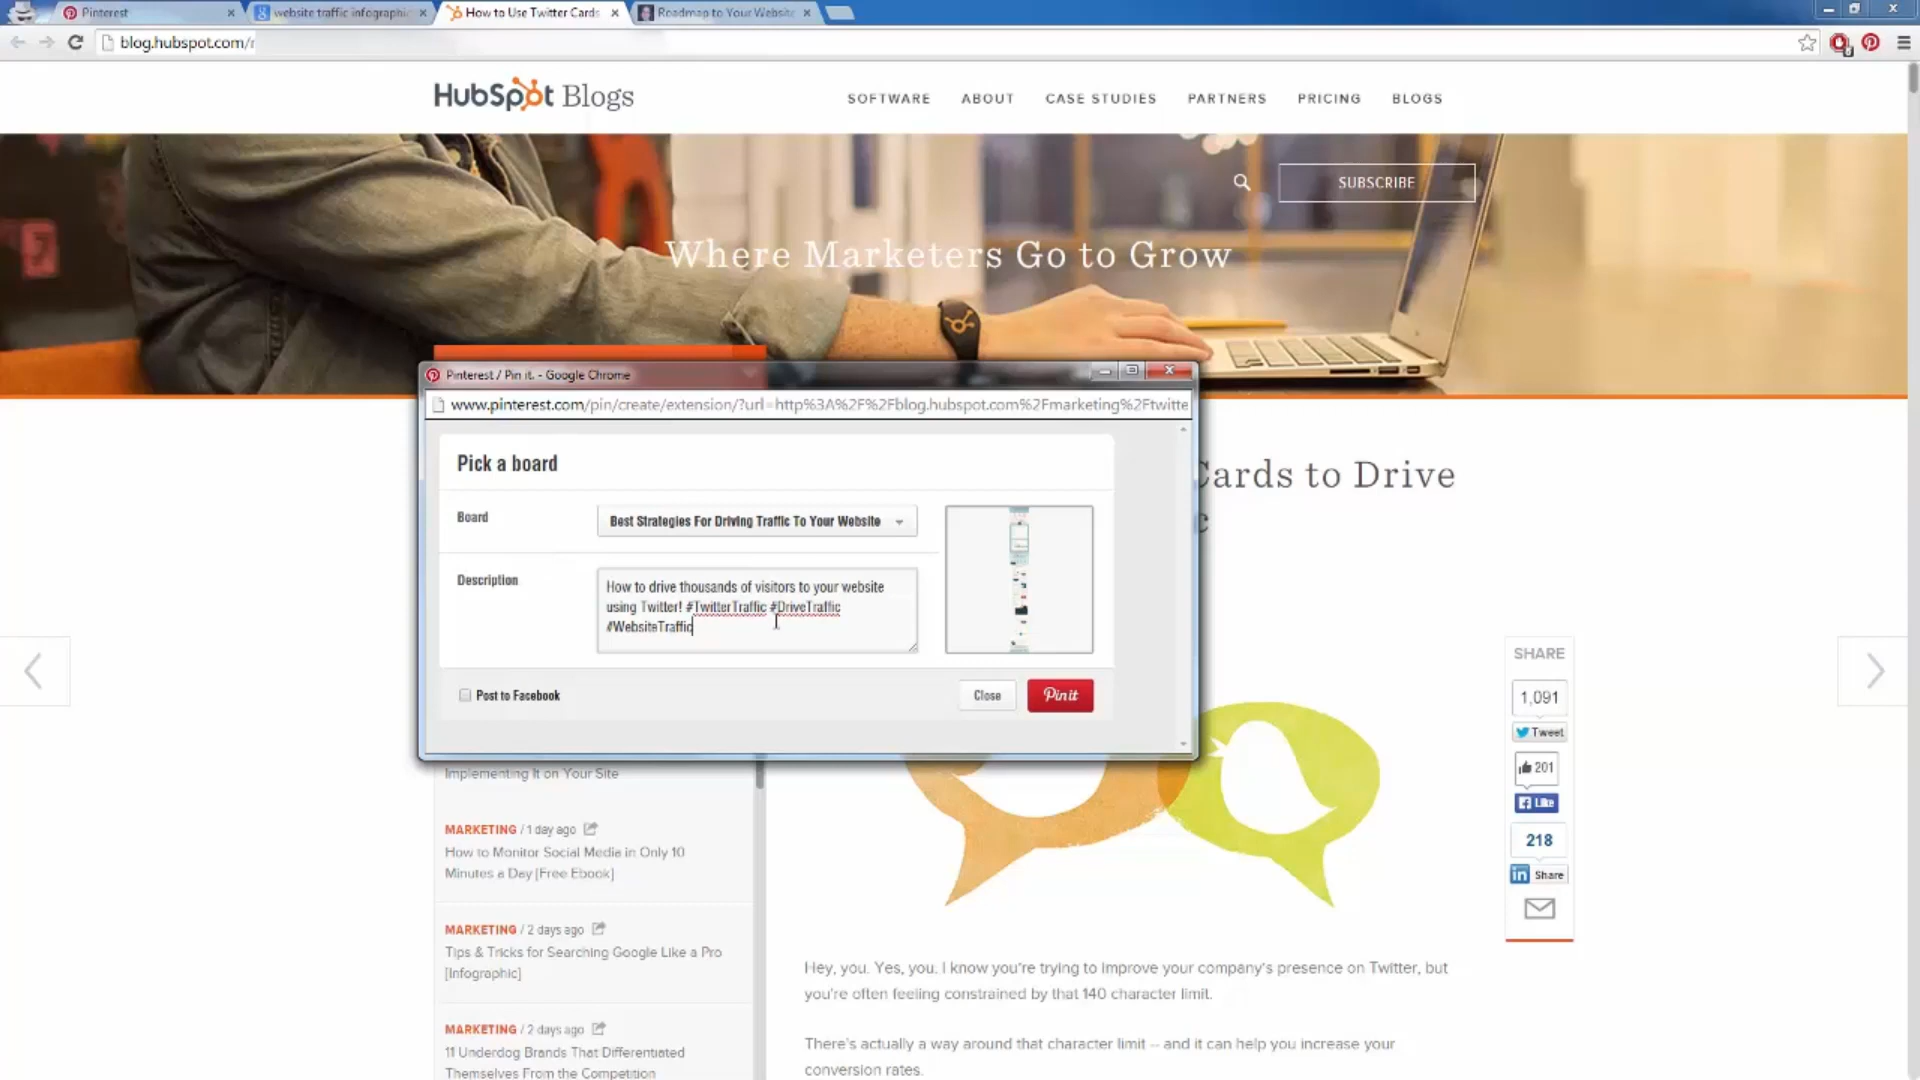 Pinterest
website traffic infographic
How to Use Twitter Cards
Roadmap to Your Website
blog.hubspot.com/
HubSpot Blogs
SOFTWARE ABOUT CASE STUDIES PARTNERS PRICING BLOGS
SUBSCRIBE
Where Marketers Go to Grow
Pinterest / Pin it. - Google Chrome
www.pinterest.com/pin/create/extension/?url=http%3A%2F%2Fblog.hubspot.com%2Fmarketing%2Ftwitte
Pick a board
Board
Best Strategies For Driving Traffic To Your Website
Description
How to drive thousands of visitors to your website
using Twitter! #TwitterTraffic #DriveTraffic
#WebsiteTraffic
Post to Facebook
Close
Pin it
Cards to Drive
c
Implementing It on Your Site
MARKETING / 1 day ago
How to Monitor Social Media in Only 10
Minutes a Day [Free Ebook]
MARKETING / 2 days ago
Tips & Tricks for Searching Google Like a Pro
[Infographic]
MARKETING / 2 days ago
11 Underdog Brands That Differentiated
Themselves From the Competition
SHARE
1,091
Tweet
201
Like
218
in Share
Hey, you. Yes, you. I know you're trying to improve your company's presence on Twitter, but
you're often feeling constrained by that 140 character limit.
There's actually a way around that character limit -- and it can help you increase your
conversion rates.